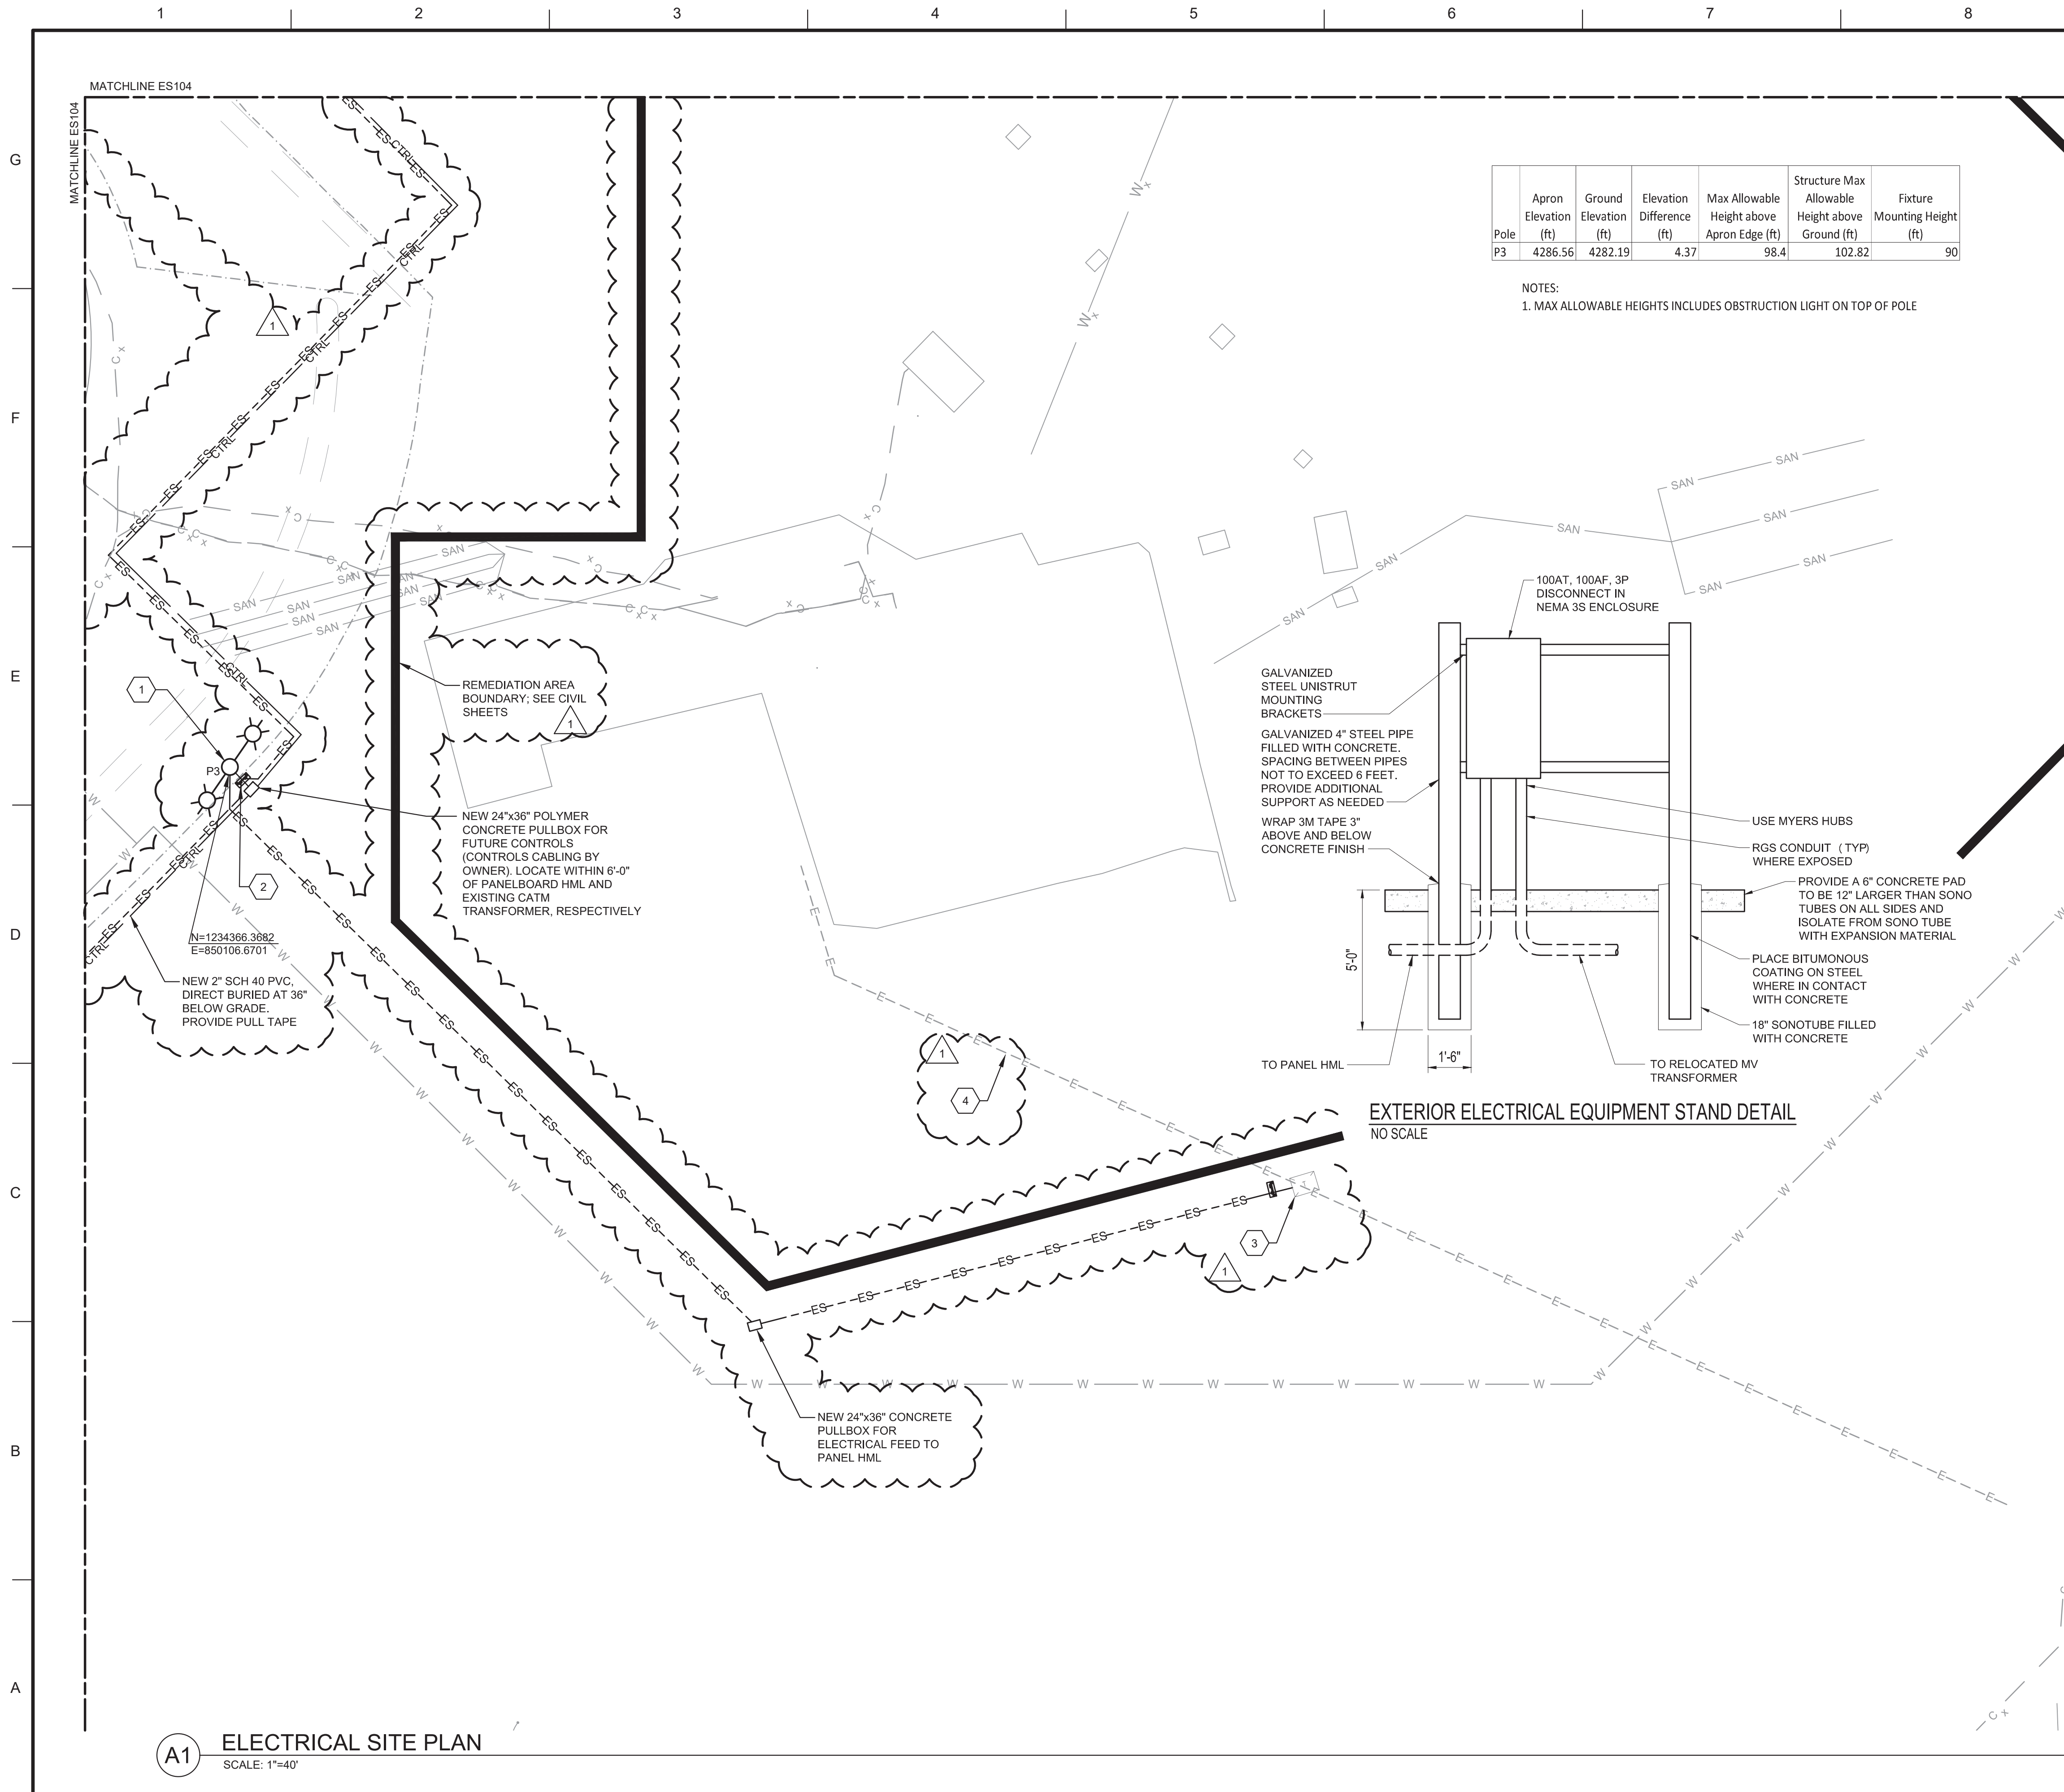 1 2 3 4 5 6 7 8
MATCHLINE ES104
MATCHLINE ES104
G
F
E
D
C
B
A
Pole | Apron Elevation (ft) | Ground Elevation (ft) | Elevation Difference (ft) | Max Allowable Height above Apron Edge (ft) | Structure Max Allowable Height above Ground (ft) | Fixture Mounting Height (ft)
P3 | 4286.56 | 4282.19 | 4.37 | 98.4 | 102.82 | 90
NOTES:
1. MAX ALLOWABLE HEIGHTS INCLUDES OBSTRUCTION LIGHT ON TOP OF POLE
1
REMEDIATION AREA
BOUNDARY; SEE CIVIL
SHEETS
1
1
P3
2
NEW 24"x36" POLYMER
CONCRETE PULLBOX FOR
FUTURE CONTROLS
(CONTROLS CABLING BY
OWNER). LOCATE WITHIN 6'-0"
OF PANELBOARD HML AND
EXISTING CATM
TRANSFORMER, RESPECTIVELY
N=1234366.3682
E=850106.6701
NEW 2" SCH 40 PVC,
DIRECT BURIED AT 36"
BELOW GRADE.
PROVIDE PULL TAPE
ES
CTRL
SAN
W
E
C
x
1
4
3
1
1
NEW 24"x36" CONCRETE
PULLBOX FOR
ELECTRICAL FEED TO
PANEL HML
100AT, 100AF, 3P
DISCONNECT IN
NEMA 3S ENCLOSURE
GALVANIZED
STEEL UNISTRUT
MOUNTING
BRACKETS
GALVANIZED 4" STEEL PIPE
FILLED WITH CONCRETE.
SPACING BETWEEN PIPES
NOT TO EXCEED 6 FEET.
PROVIDE ADDITIONAL
SUPPORT AS NEEDED
WRAP 3M TAPE 3"
ABOVE AND BELOW
CONCRETE FINISH
USE MYERS HUBS
RGS CONDUIT (TYP)
WHERE EXPOSED
PROVIDE A 6" CONCRETE PAD
TO BE 12" LARGER THAN SONO
TUBES ON ALL SIDES AND
ISOLATE FROM SONO TUBE
WITH EXPANSION MATERIAL
PLACE BITUMONOUS
COATING ON STEEL
WHERE IN CONTACT
WITH CONCRETE
18" SONOTUBE FILLED
WITH CONCRETE
5'-0"
1'-6"
TO PANEL HML
TO RELOCATED MV
TRANSFORMER
EXTERIOR ELECTRICAL EQUIPMENT STAND DETAIL
NO SCALE
A1
ELECTRICAL SITE PLAN
SCALE: 1"=40'